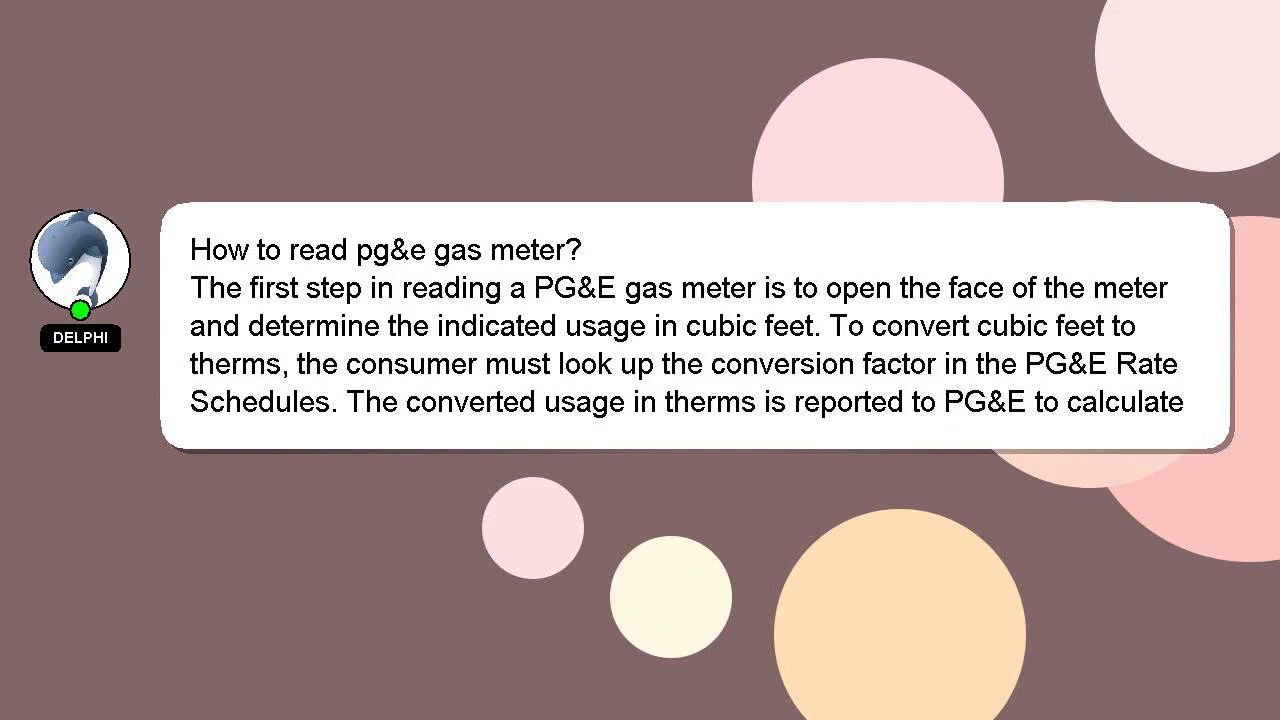 How to read pg&e gas meter?
The first step in reading a PG&E gas meter is to open the face of the meter
and determine the indicated usage in cubic feet. To convert cubic feet to
therms, the consumer must look up the conversion factor in the PG&E Rate
Schedules. The converted usage in therms is reported to PG&E to calculate
DELPHI